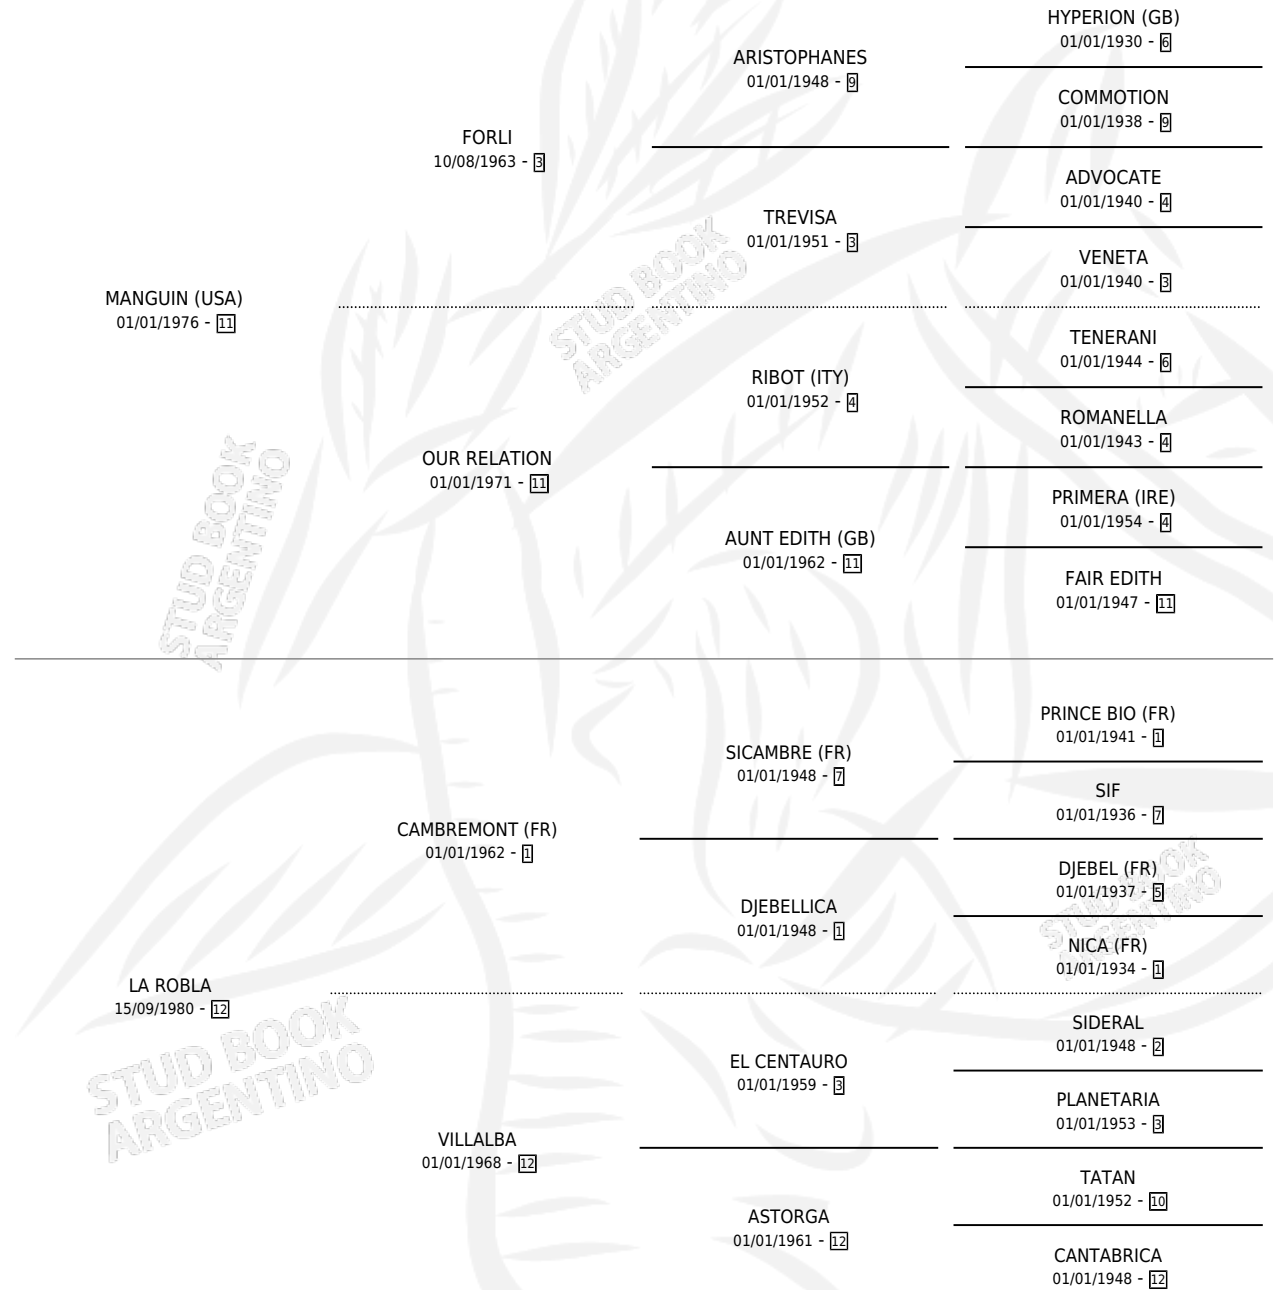 HYPERION (GB)
01/01/1930 - 6
ARISTOPHANES
01/01/1948 - 9
COMMOTION
01/01/1938 - 9
FORLI
10/08/1963 - 3
ADVOCATE
01/01/1940 - 4
TREVISA
01/01/1951 - 3
VENETA
01/01/1940 - 3
MANGUIN (USA)
01/01/1976 - 11
TENERANI
01/01/1944 - 6
RIBOT (ITY)
01/01/1952 - 4
ROMANELLA
01/01/1943 - 4
OUR RELATION
01/01/1971 - 11
PRIMERA (IRE)
01/01/1954 - 4
AUNT EDITH (GB)
01/01/1962 - 11
FAIR EDITH
01/01/1947 - 11
PRINCE BIO (FR)
01/01/1941 - 1
SICAMBRE (FR)
01/01/1948 - 7
SIF
01/01/1936 - 7
CAMBREMONT (FR)
01/01/1962 - 1
DJEBEL (FR)
01/01/1937 - 5
DJEBELLICA
01/01/1948 - 1
NICA (FR)
01/01/1934 - 1
LA ROBLA
15/09/1980 - 12
SIDERAL
01/01/1948 - 2
EL CENTAURO
01/01/1959 - 3
PLANETARIA
01/01/1953 - 3
VILLALBA
01/01/1968 - 12
TATAN
01/01/1952 - 10
ASTORGA
01/01/1961 - 12
CANTABRICA
01/01/1948 - 12
STUD BOOK
ARGENTINO
STUD BOOK
ARGENTINO
STUD BOOK
ARGENTINO
STUD BOOK
ARGENTINO